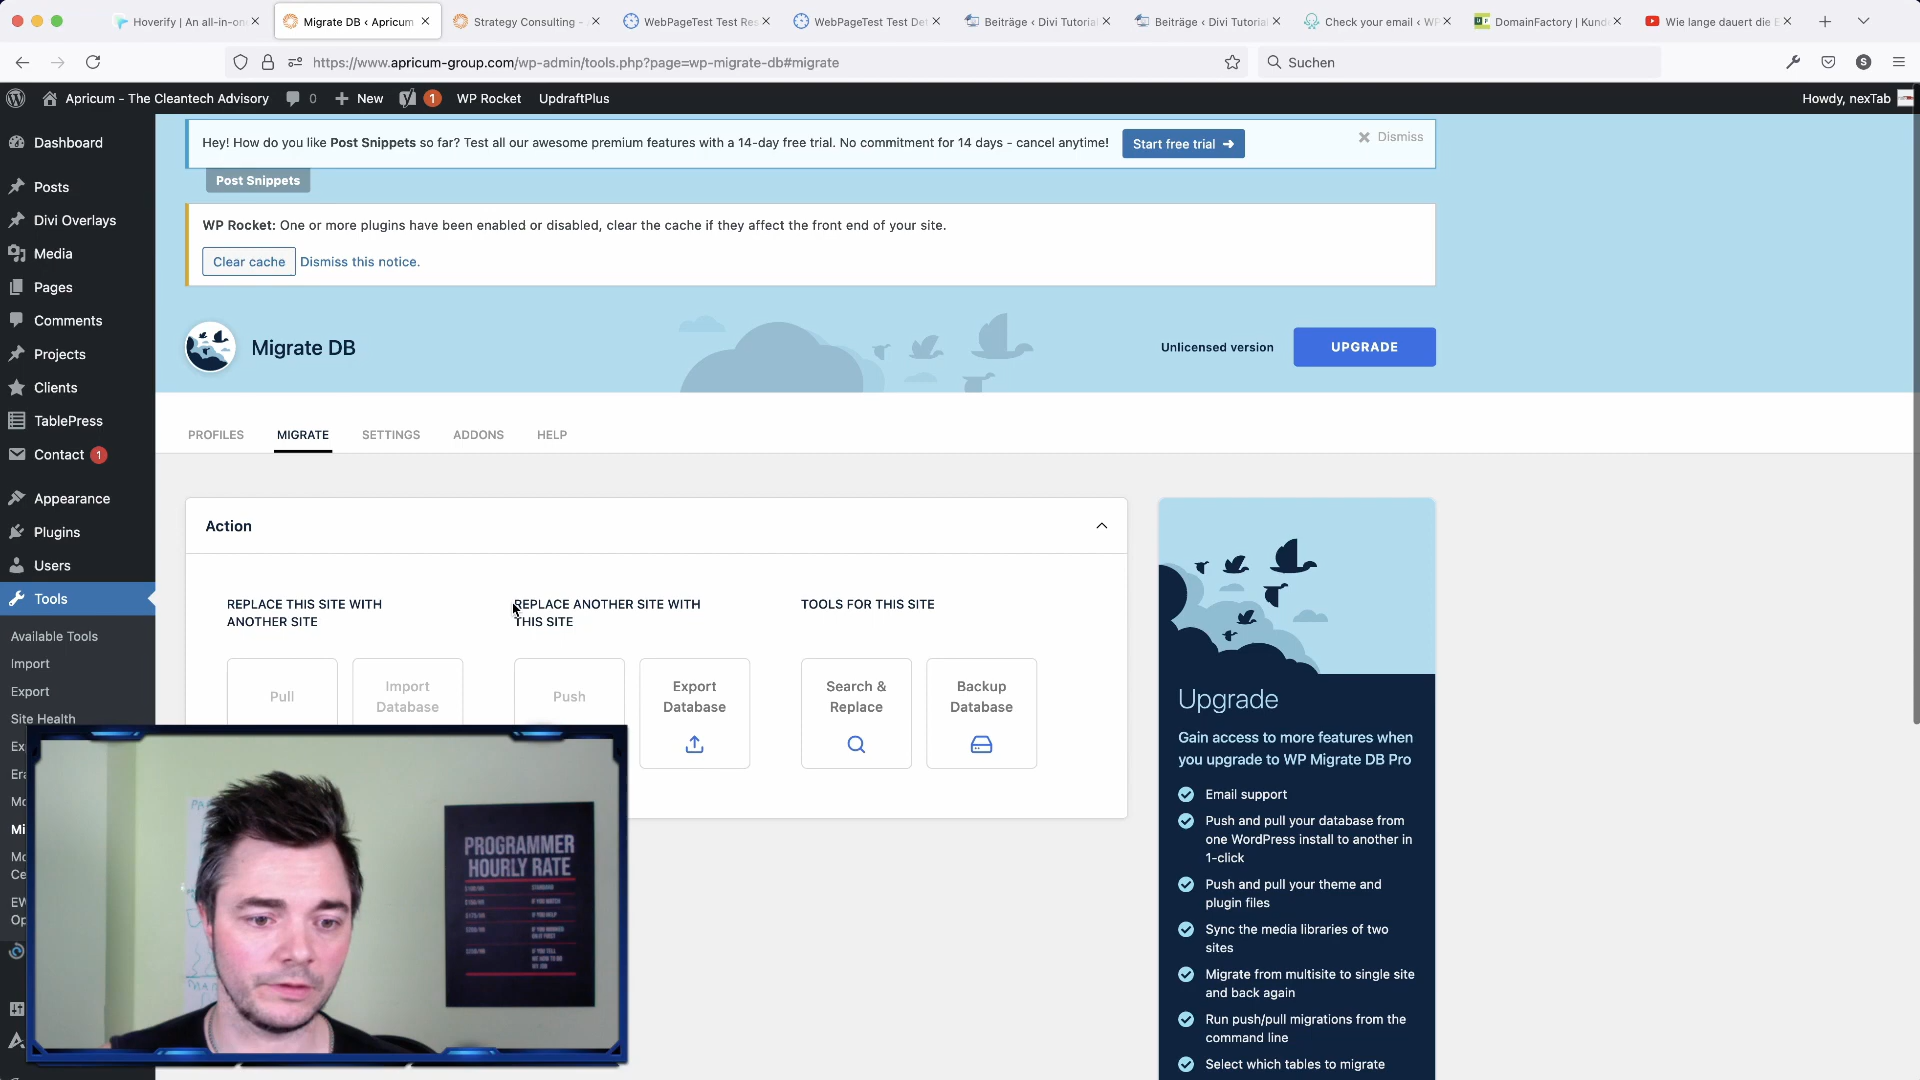 Hoverify | An all-in-on
Migrate DB ‹ Apricum
Strategy Consulting -
WebPageTest Test Res
WebPageTest Test Det
Beiträge ‹ Divi Tutoria
Beiträge ‹ Divi Tutoria
Check your email ‹ WP
DomainFactory | Kund
Wie lange dauert die E
https://www.apricum-group.com/wp-admin/tools.php?page=wp-migrate-db#migrate
Suchen
S
Apricum - The Cleantech Advisory
0
New
1
WP Rocket
UpdraftPlus
Howdy, nexTab
Dashboard
Posts
Divi Overlays
Media
Pages
Comments
Projects
Clients
TablePress
Contact 1
Appearance
Plugins
Users
Tools
Available Tools
Import
Export
Site Health
Hey! How do you like Post Snippets so far? Test all our awesome premium features with a 14-day free trial. No commitment for 14 days - cancel anytime!
Start free trial ➜
Dismiss
Post Snippets
WP Rocket: One or more plugins have been enabled or disabled, clear the cache if they affect the front end of your site.
Clear cache
Dismiss this notice.
Migrate DB
Unlicensed version
UPGRADE
PROFILES
MIGRATE
SETTINGS
ADDONS
HELP
Action
REPLACE THIS SITE WITH
ANOTHER SITE
Pull
Import
Database
REPLACE ANOTHER SITE WITH
THIS SITE
Push
Export
Database
TOOLS FOR THIS SITE
Search &
Replace
Backup
Database
Upgrade
Gain access to more features when
you upgrade to WP Migrate DB Pro
Email support
Push and pull your database from
one WordPress install to another in
1-click
Push and pull your theme and
plugin files
Sync the media libraries of two
sites
Migrate from multisite to single site
and back again
Run push/pull migrations from the
command line
Select which tables to migrate
PROGRAMMER
HOURLY RATE